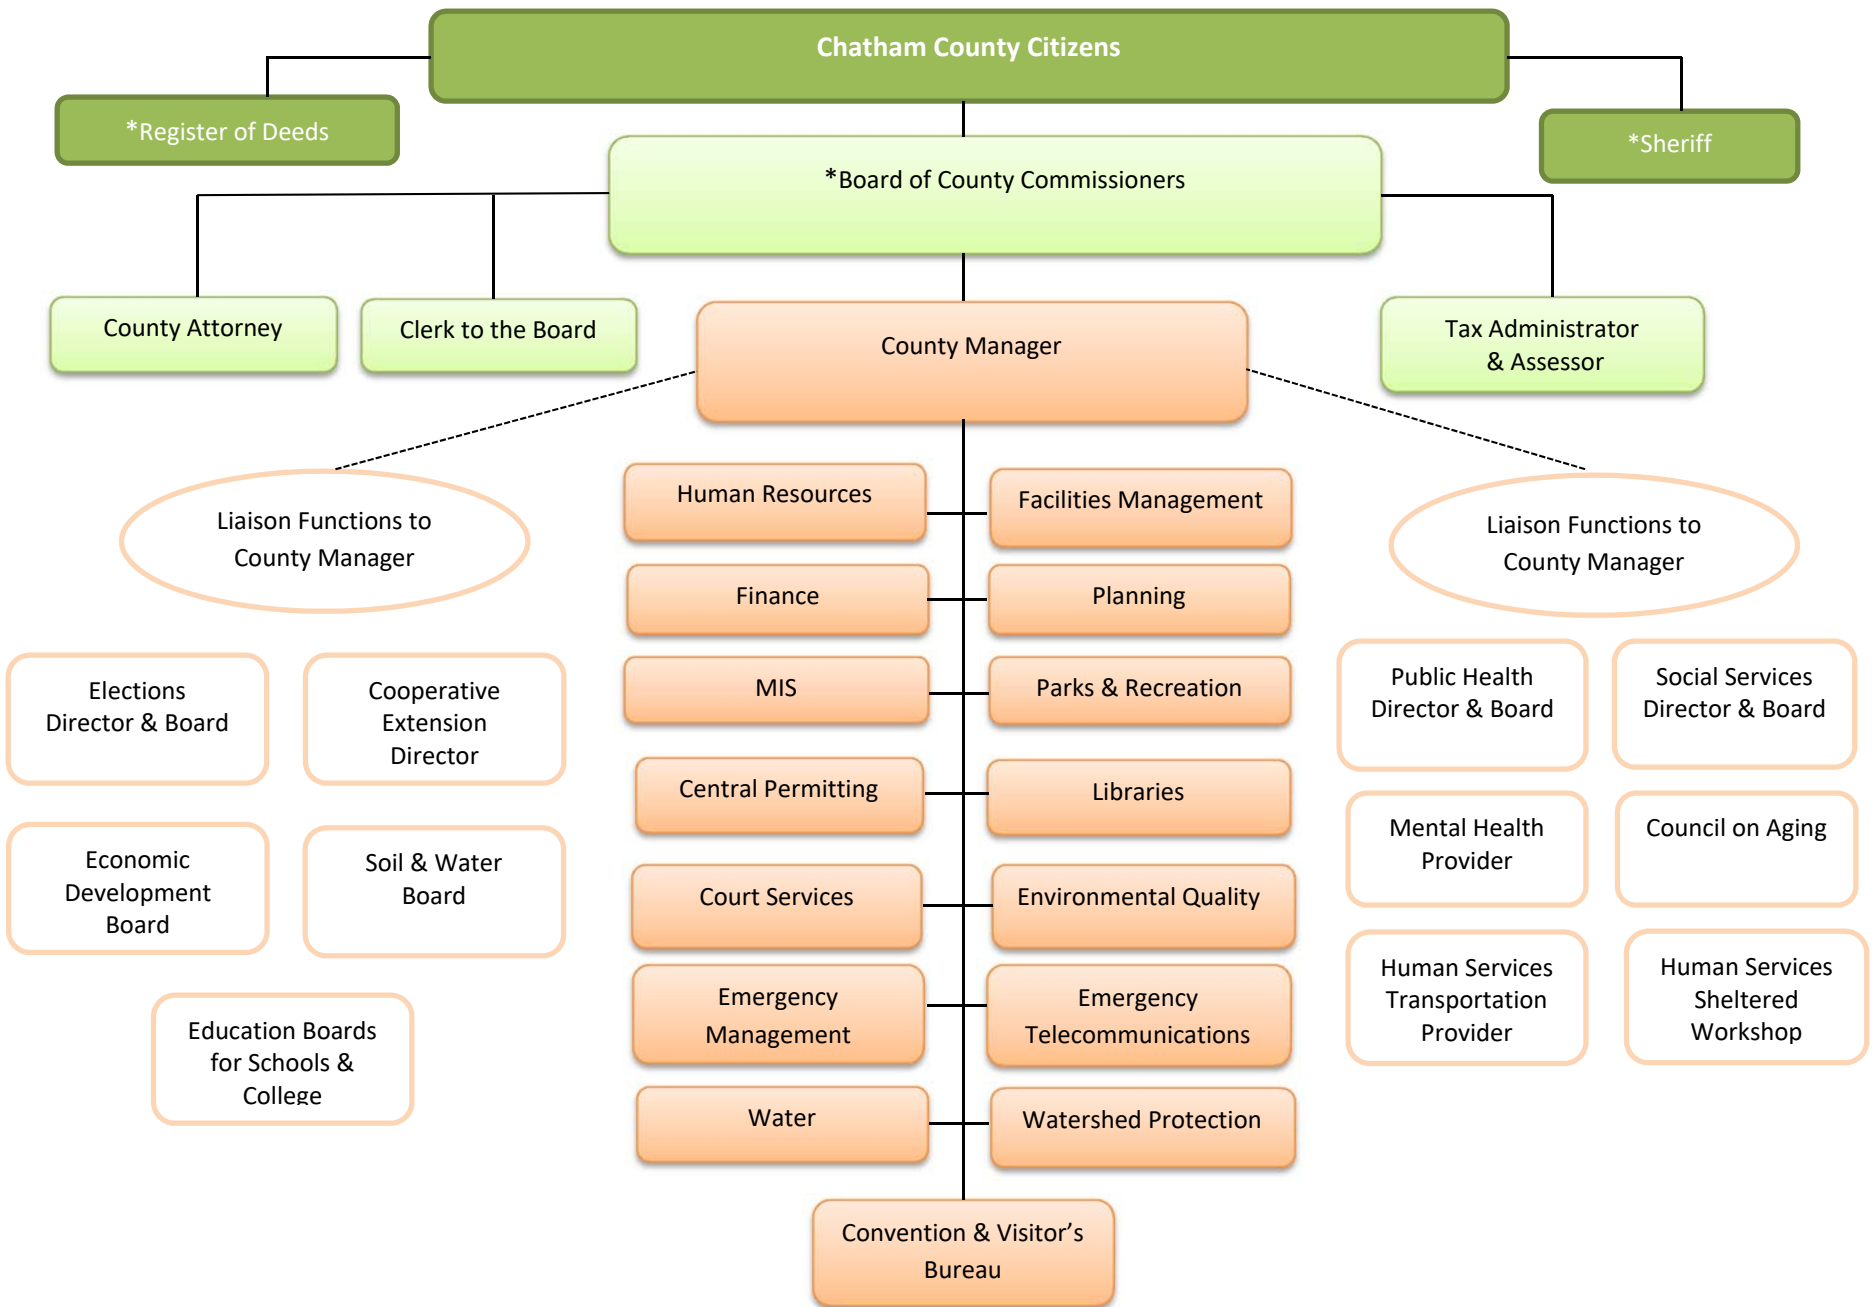 Chatham County Citizens
*Register of Deeds
*Sheriff
*Board of County Commissioners
County Attorney
Clerk to the Board
County Manager
Tax Administrator
& Assessor
Liaison Functions to
County Manager
Elections
Director & Board
Cooperative
Extension
Director
Economic
Development
Board
Soil & Water
Board
Education Boards
for Schools &
College
Human Resources
Facilities Management
Finance
Planning
MIS
Parks & Recreation
Central Permitting
Libraries
Court Services
Environmental Quality
Emergency
Management
Emergency
Telecommunications
Water
Watershed Protection
Convention & Visitor’s
Bureau
Liaison Functions to
County Manager
Public Health
Director & Board
Social Services
Director & Board
Mental Health
Provider
Council on Aging
Human Services
Transportation
Provider
Human Services
Sheltered
Workshop